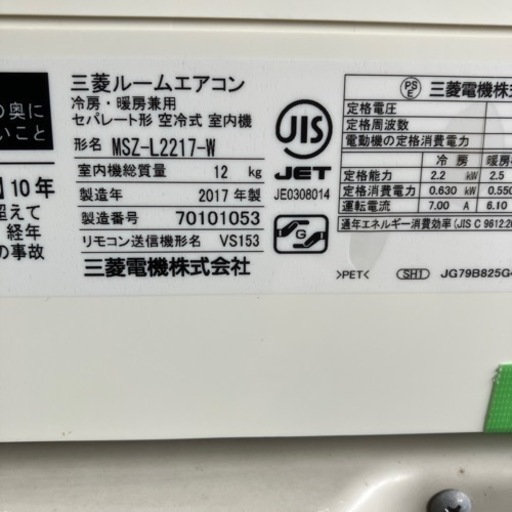 の奥に
いこと
10年
超えて
経年
の事故
三菱ルームエアコン
冷房・暖房兼用
セパレート形 空冷式 室内機
形名 MSZ-L2217-W
室内機総質量 12 kg
製造年 2017 年製
製造番号 70101053
リモコン送信機形名 VS153
三菱電機株式会社
JIS
JET
JE0308014
G
PS
E
三菱電機株式
定格電圧
定格周波数
電動機の定格消費電力
冷 房 暖房
定格能力 2.2 kW 2.5
定格消費電力 0.630 kW 0.550
運転電流 7.00 A 6.10
通年エネルギー消費効率 (JIS C 9612:20
>PET< SHI JG79B825G